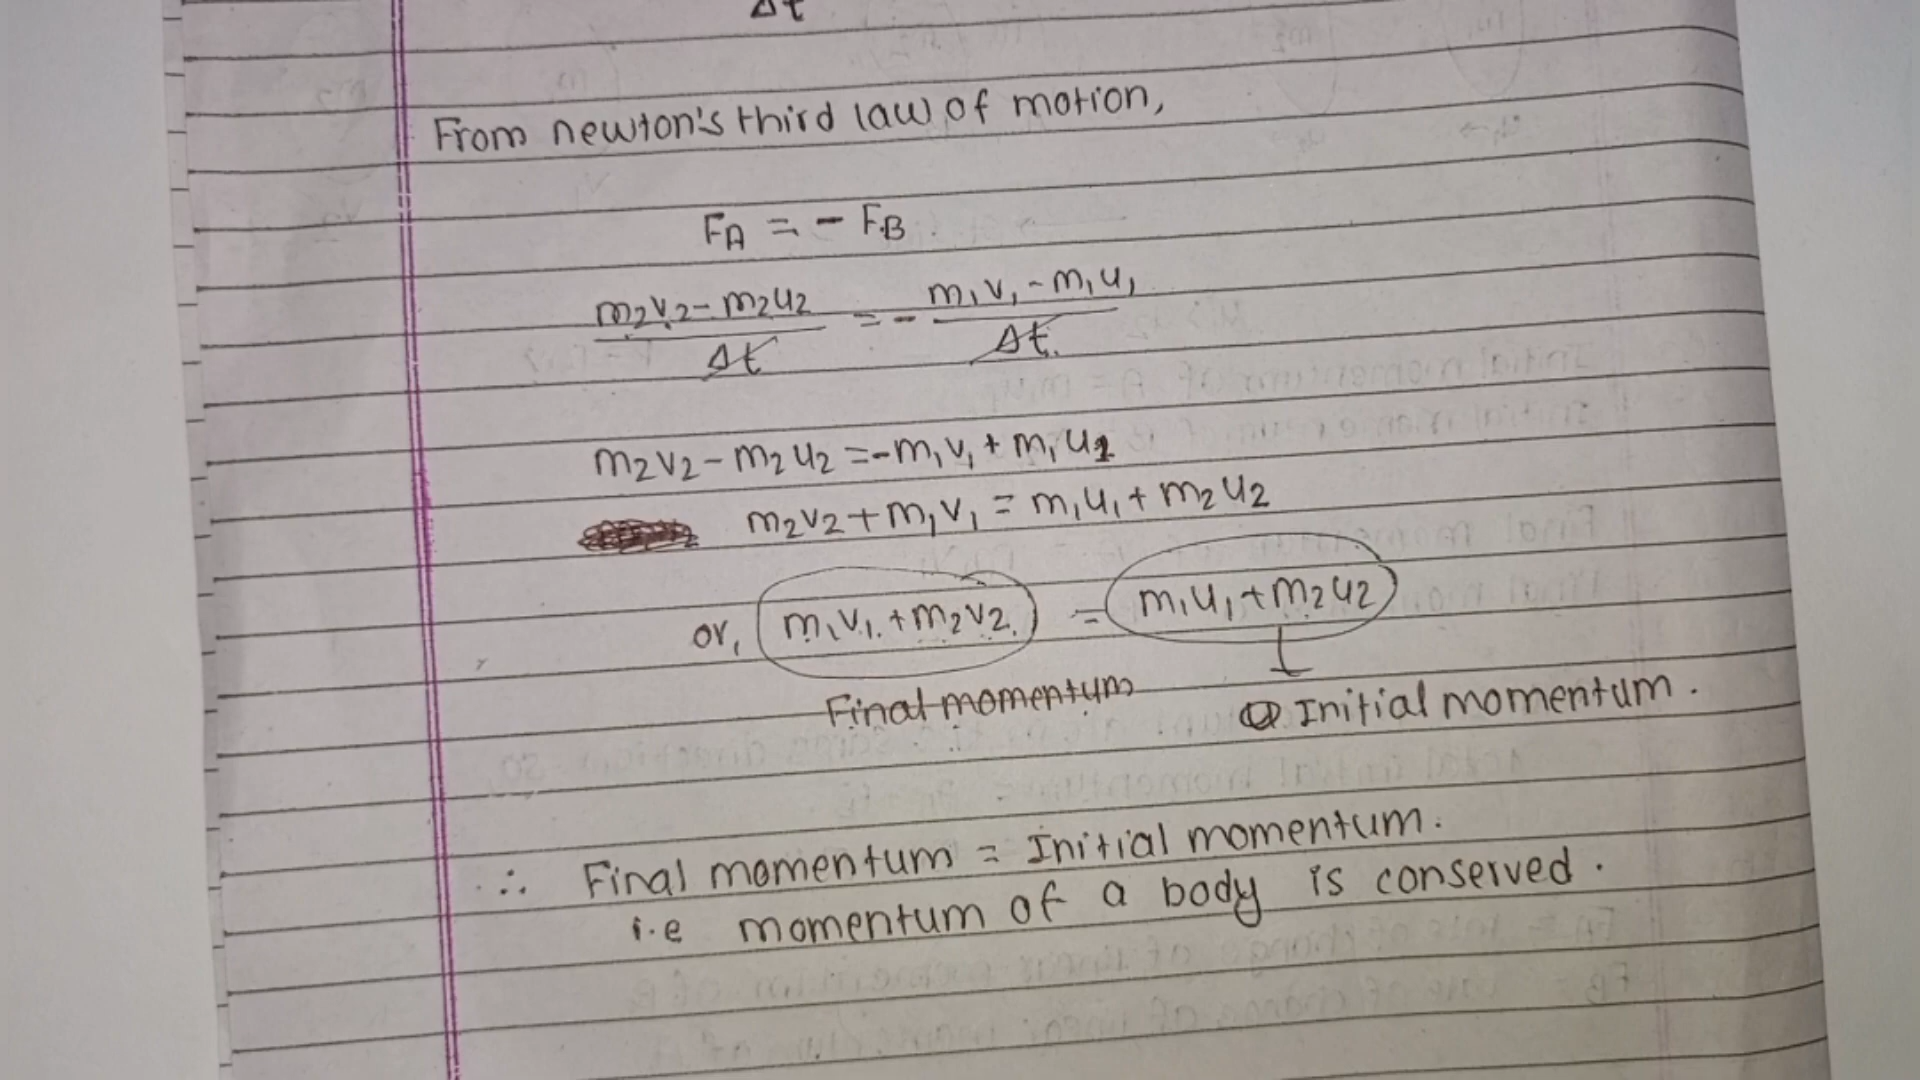 Δt
From newton's third law of motion,
FA = - FB
m₂v₂ - m₂u₂ / Δt = - m₁v₁ - m₁u₁ / Δt
m₂v₂ - m₂u₂ = -m₁v₁ + m₁u₁
m₂v₂ + m₁v₁ = m₁u₁ + m₂u₂
or, m₁v₁ + m₂v₂ = m₁u₁ + m₂u₂
Final momentum
Initial momentum.
∴ Final momentum = Initial momentum.
i.e momentum of a body is conserved.